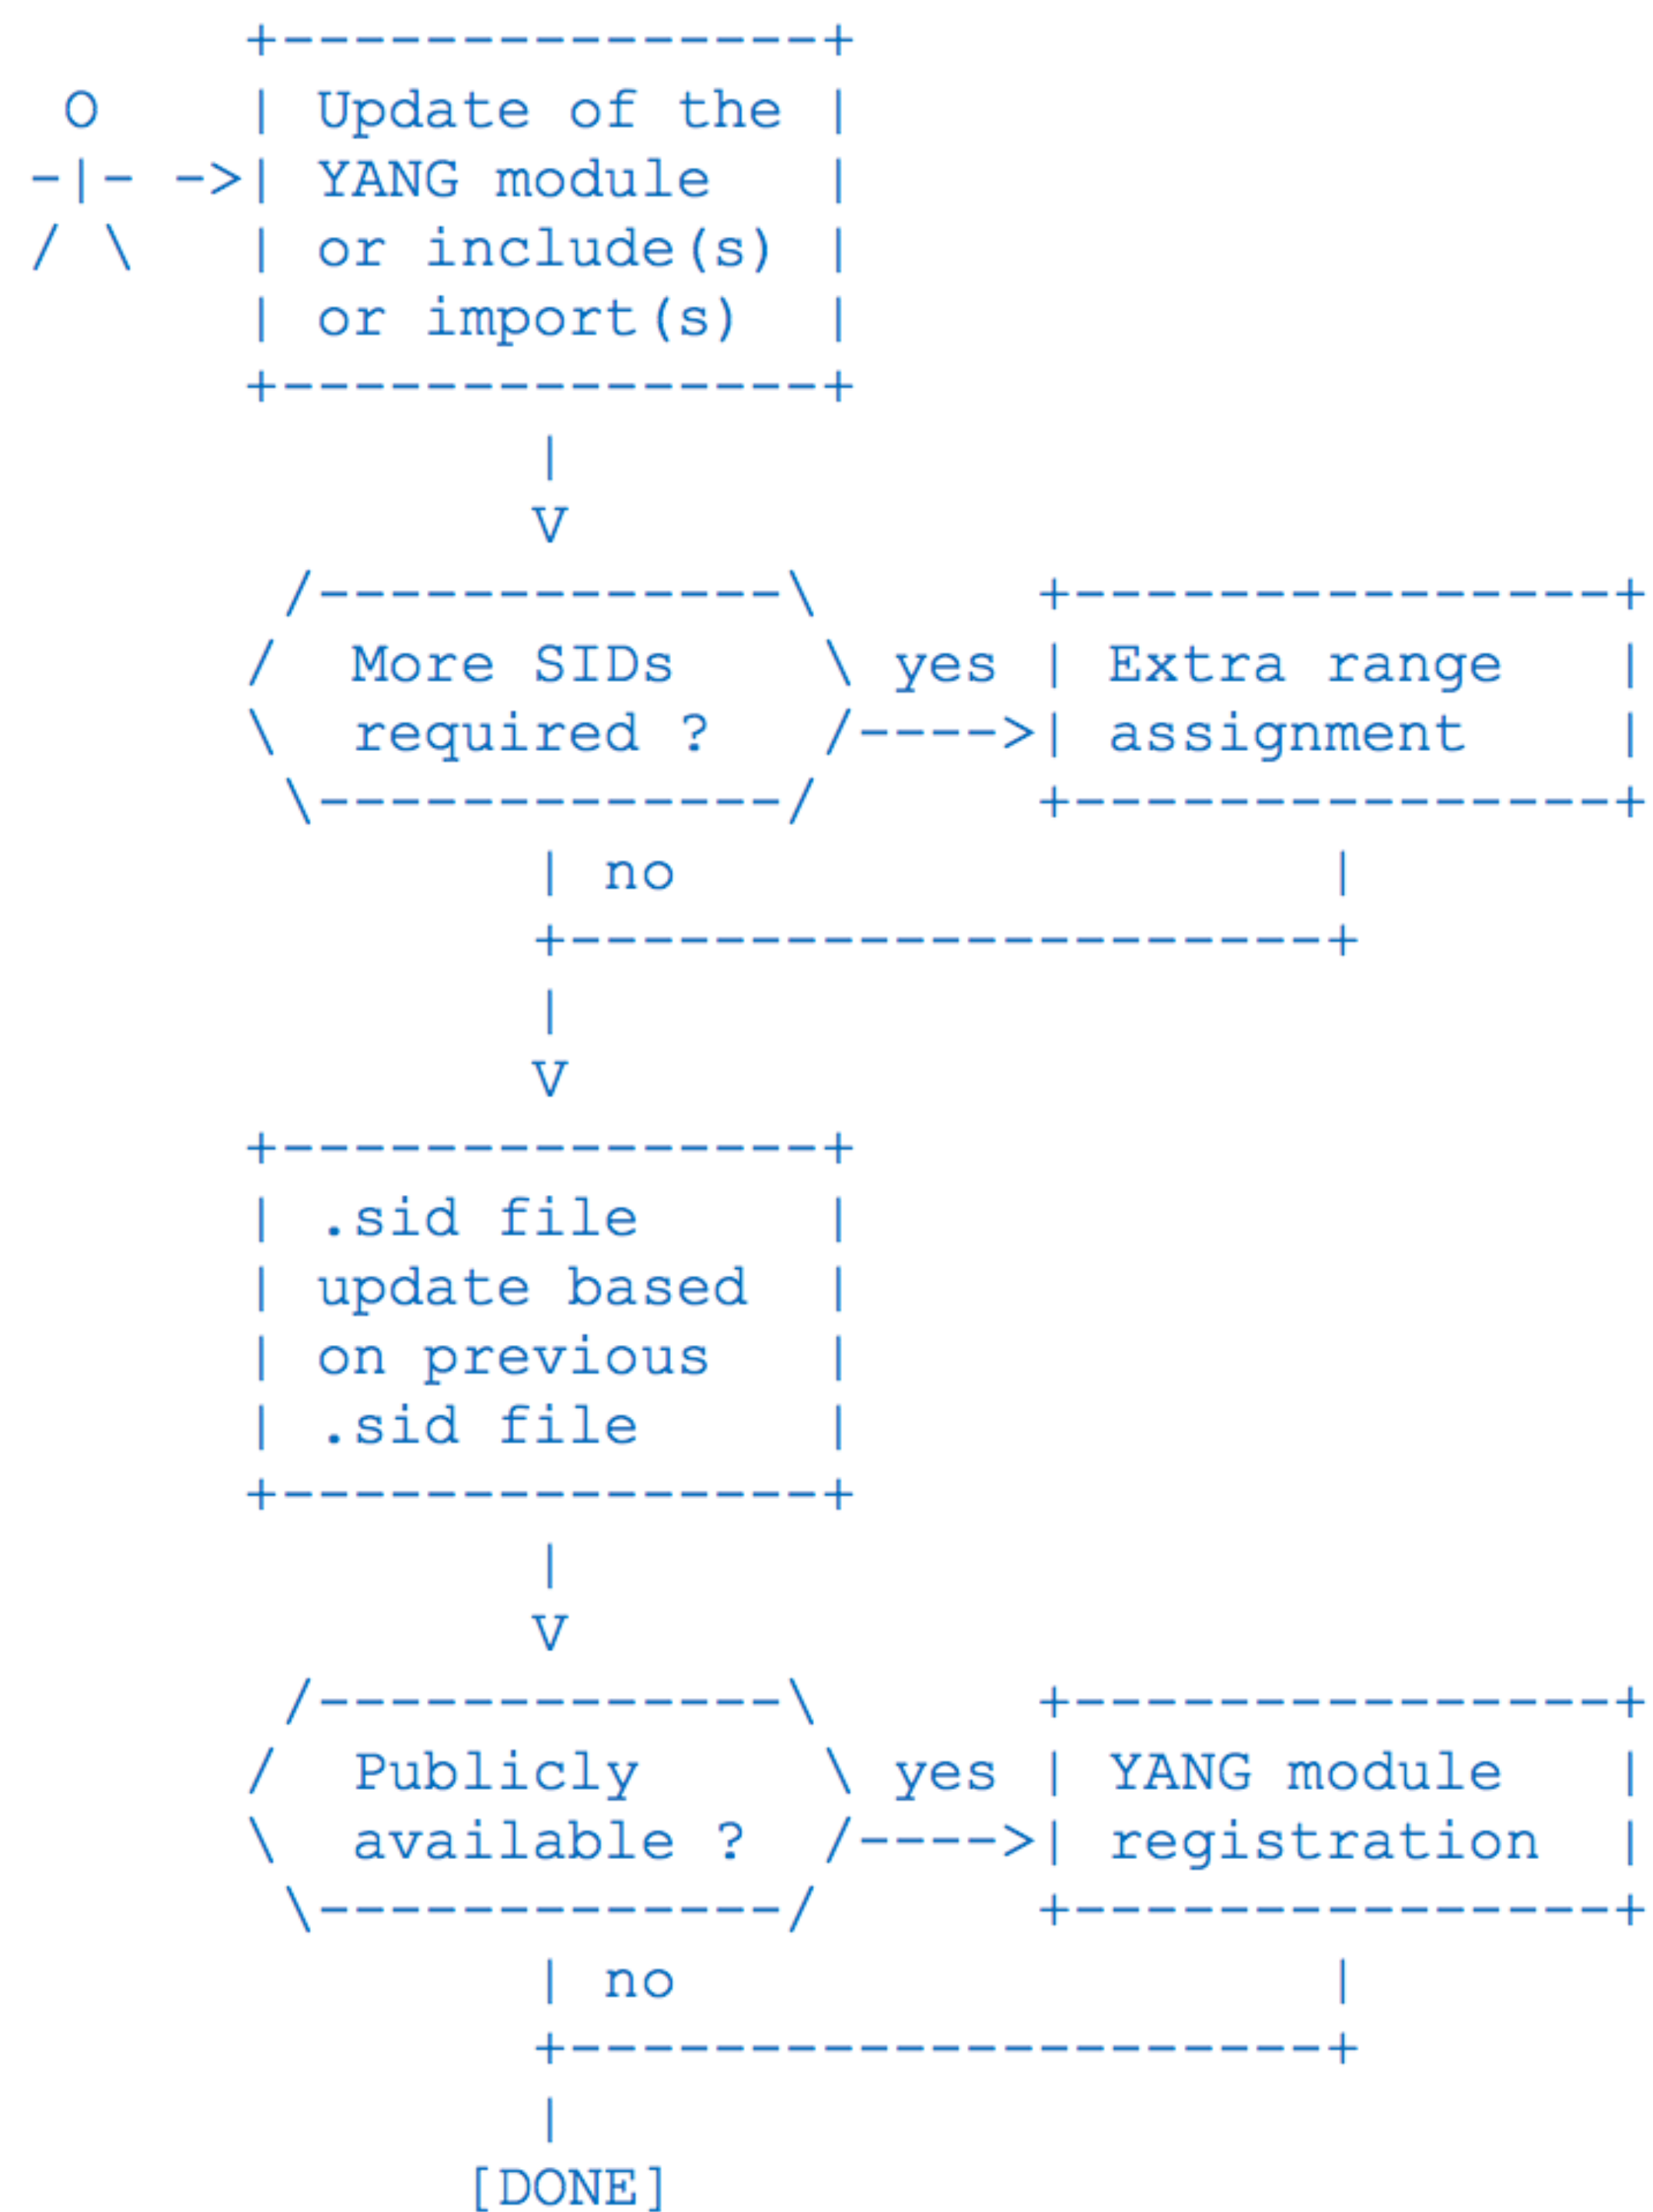 +---------------+
 O     | Update of the |
-|-  ->| YANG module   |
/ \    | or include(s) |
       | or import(s)  |
       +---------------+
               |
               V
        /-------------\       +---------------+
       /  More SIDs    \  yes | Extra range   |
       \  required ?   /----->| assignment    |
        \-------------/       +---------------+
               | no                   |
               +----------------------+
               |
               V
       +---------------+
       | .sid file     |
       | update based  |
       | on previous   |
       | .sid file     |
       +---------------+
               |
               V
        /-------------\       +---------------+
       /  Publicly     \  yes | YANG module   |
       \  available ?  /----->| registration  |
        \-------------/       +---------------+
               | no                   |
               +----------------------+
               |
             [DONE]